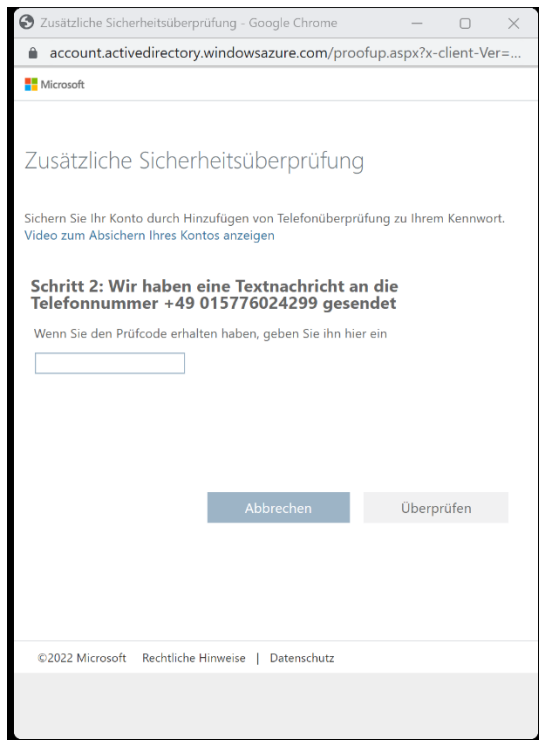 Zusätzliche Sicherheitsüberprüfung - Google Chrome
account.activedirectory.windowsazure.com/proofup.aspx?x-client-Ver=...
Microsoft
Zusätzliche Sicherheitsüberprüfung
Sichern Sie Ihr Konto durch Hinzufügen von Telefonüberprüfung zu Ihrem Kennwort.
Video zum Absichern Ihres Kontos anzeigen
Schritt 2: Wir haben eine Textnachricht an die
Telefonnummer +49 015776024299 gesendet
Wenn Sie den Prüfcode erhalten haben, geben Sie ihn hier ein
Abbrechen
Überprüfen
©2022 Microsoft Rechtliche Hinweise | Datenschutz